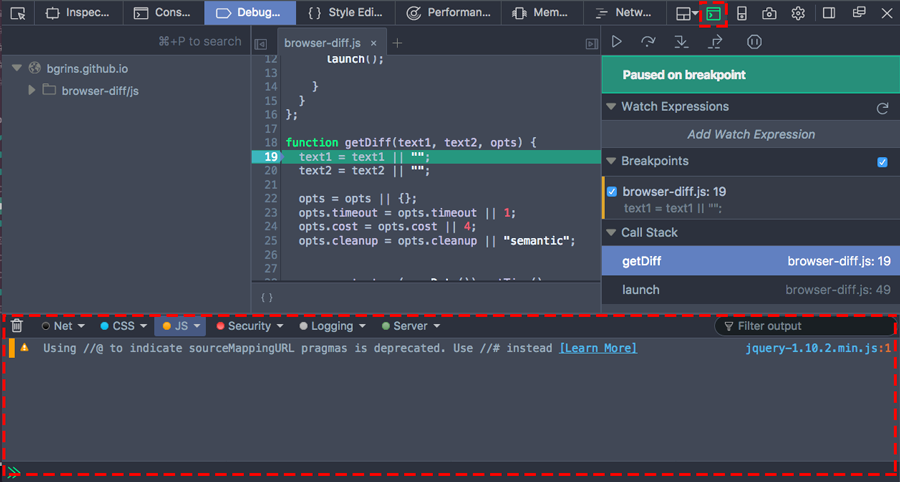 Inspec... Cons... Debug... {} Style Edi... Performan... Mem... Netw...
⌘+P to search
browser-diff.js ×
bgrins.github.io
browser-diff/js
12 launch();
13
14 }
15 }
16 };
17
18 function getDiff(text1, text2, opts) {
19 text1 = text1 || "";
20 text2 = text2 || "";
21
22 opts = opts || {};
23 opts.timeout = opts.timeout || 1;
24 opts.cost = opts.cost || 4;
25 opts.cleanup = opts.cleanup || "semantic";
26
27
{ }
Paused on breakpoint
Watch Expressions
Add Watch Expression
Breakpoints
browser-diff.js: 19
text1 = text1 || "";
Call Stack
getDiff browser-diff.js: 19
launch browser-diff.js: 49
Net CSS JS Security Logging Server Filter output
Using //@ to indicate sourceMappingURL pragmas is deprecated. Use //# instead [Learn More] jquery-1.10.2.min.js:1